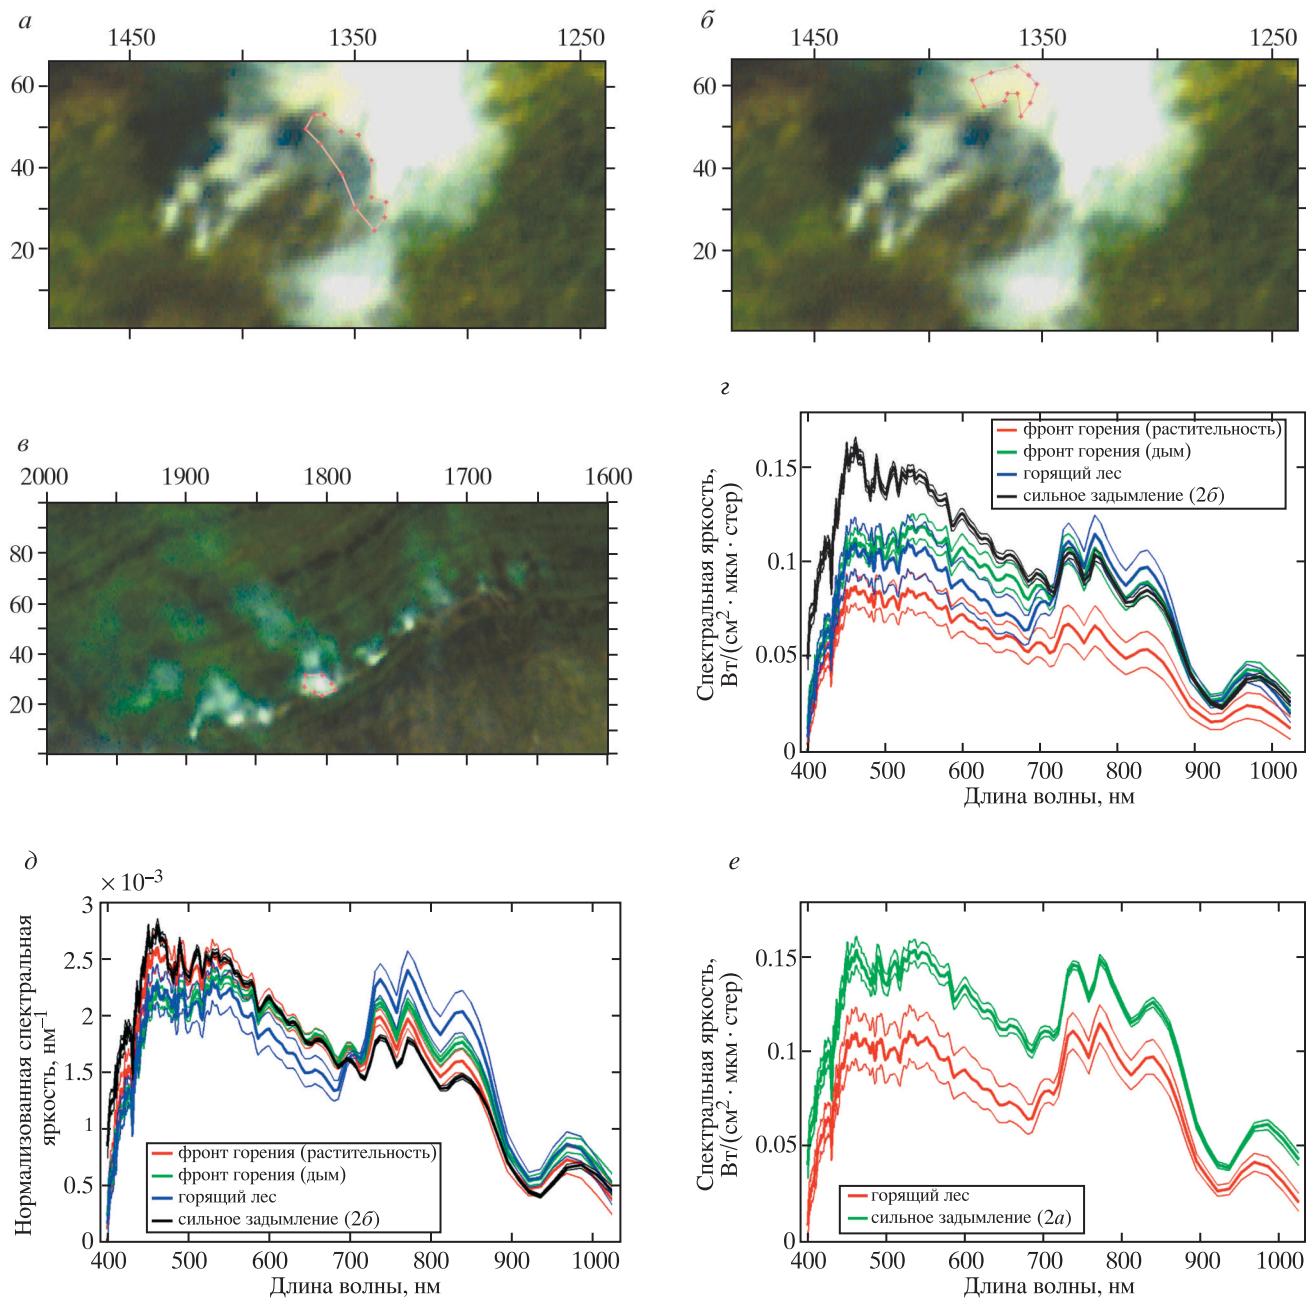 а
1450 1350 1250
60
40
20
б
1450 1350 1250
60
40
20
в
2000 1900 1800 1700 1600
80
60
40
20
г
Спектральная яркость,
Вт/(см² · мкм · стер)
0.15
0.1
0.05
0
фронт горения (растительность)
фронт горения (дым)
горящий лес
сильное задымление (2б)
400 500 600 700 800 900 1000
Длина волны, нм
д
× 10⁻³
Нормализованная спектральная
яркость, нм⁻¹
3
2.5
2
1.5
1
0.5
0
фронт горения (растительность)
фронт горения (дым)
горящий лес
сильное задымление (2б)
400 500 600 700 800 900 1000
Длина волны, нм
е
Спектральная яркость,
Вт/(см² · мкм · стер)
0.15
0.1
0.05
0
горящий лес
сильное задымление (2а)
400 500 600 700 800 900 1000
Длина волны, нм